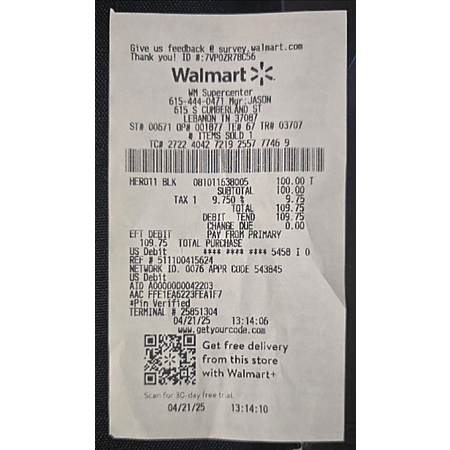 Give us feedback @ survey.walmart.com
Thank you! ID #:7VP0ZR7BC56
Walmart
WM Supercenter
615-444-0471 Mgr:JASON
615 S CUMBERLAND ST
LEBANON TN 37087
ST# 00671 OP# 001877 TE# 67 TR# 03707
# ITEMS SOLD 1
TC# 2722 4042 7219 2557 7746 9
HERO11 BLK 081011638005 100.00 T
SUBTOTAL 100.00
TAX 1 9.750 % 9.75
TOTAL 109.75
DEBIT TEND 109.75
CHANGE DUE 0.00
EFT DEBIT PAY FROM PRIMARY
109.75 TOTAL PURCHASE
US Debit **** **** **** 5458 I 0
REF # 511100415624
NETWORK ID. 0076 APPR CODE 543845
US Debit
AID A0000000042203
AAC FFE1EA6223FEA1F7
*Pin Verified
TERMINAL # 25851304
04/21/25 13:14:06
www.getyourcode.com
Get free delivery
from this store
with Walmart+
Scan for 30-day free trial.
04/21/25 13:14:10